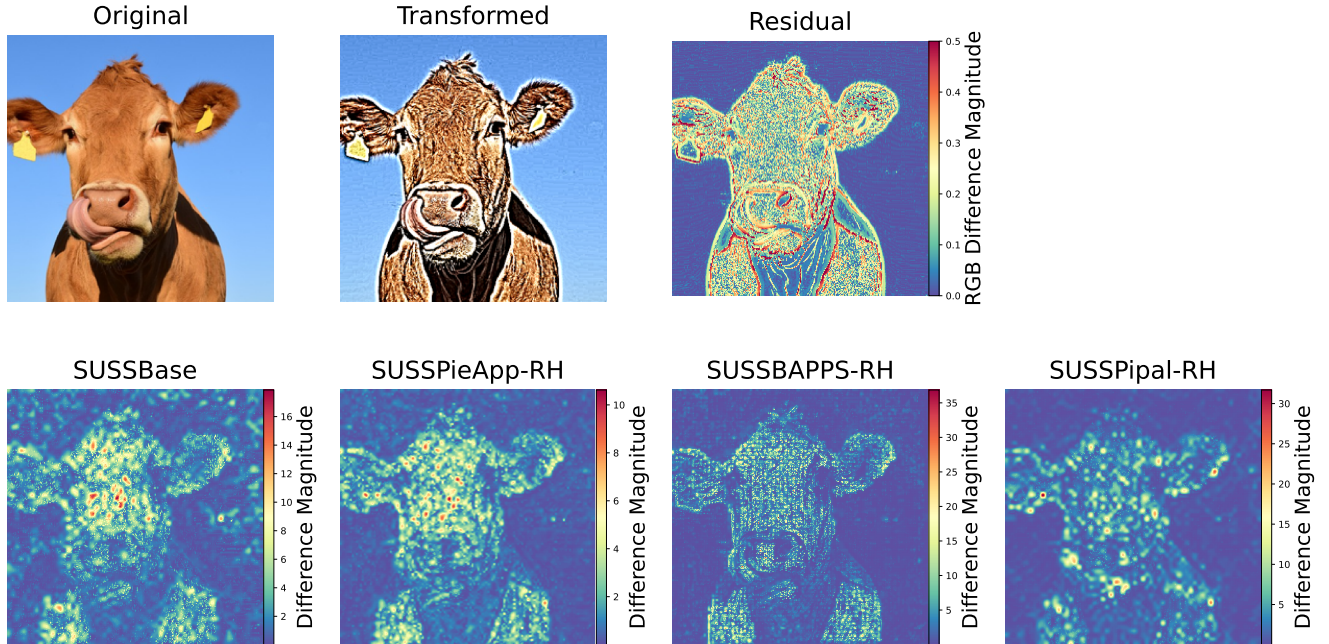 Original
Transformed
Residual
0.5
0.4
0.3
0.2
0.1
0.0
RGB Difference Magnitude
SUSSBase
SUSSPieApp-RH
SUSSBAPPS-RH
SUSSPipal-RH
16
14
12
10
8
6
4
2
Difference Magnitude
10
8
6
4
2
Difference Magnitude
35
30
25
20
15
10
5
Difference Magnitude
30
25
20
15
10
5
Difference Magnitude